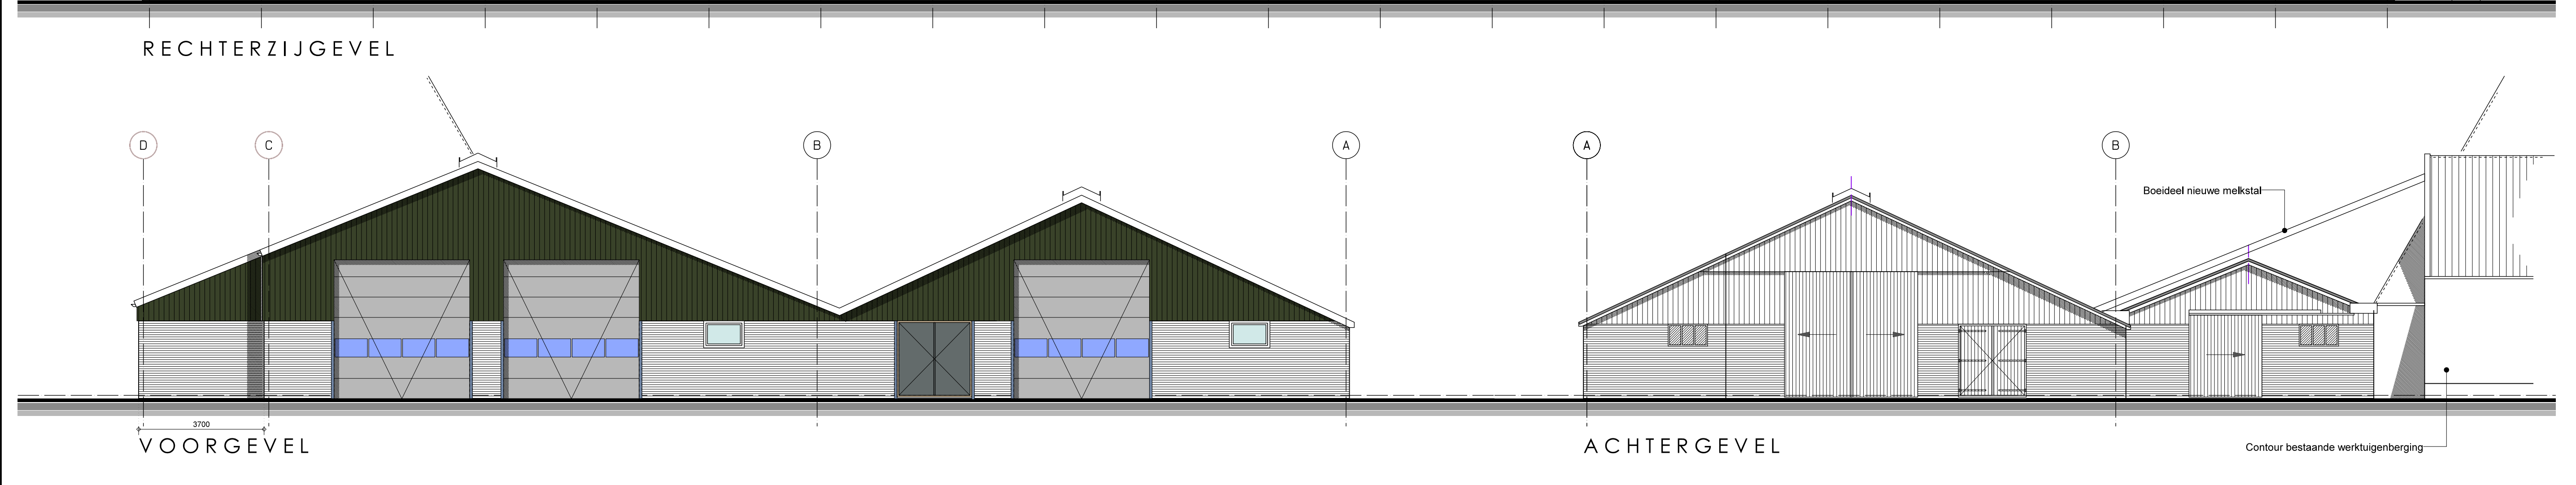 RECHTERZIJGEVEL
D
C
B
A
A
B
Boeideel nieuwe melkstal
3700
VOORGEVEL
ACHTERGEVEL
Contour bestaande werktuigenberging